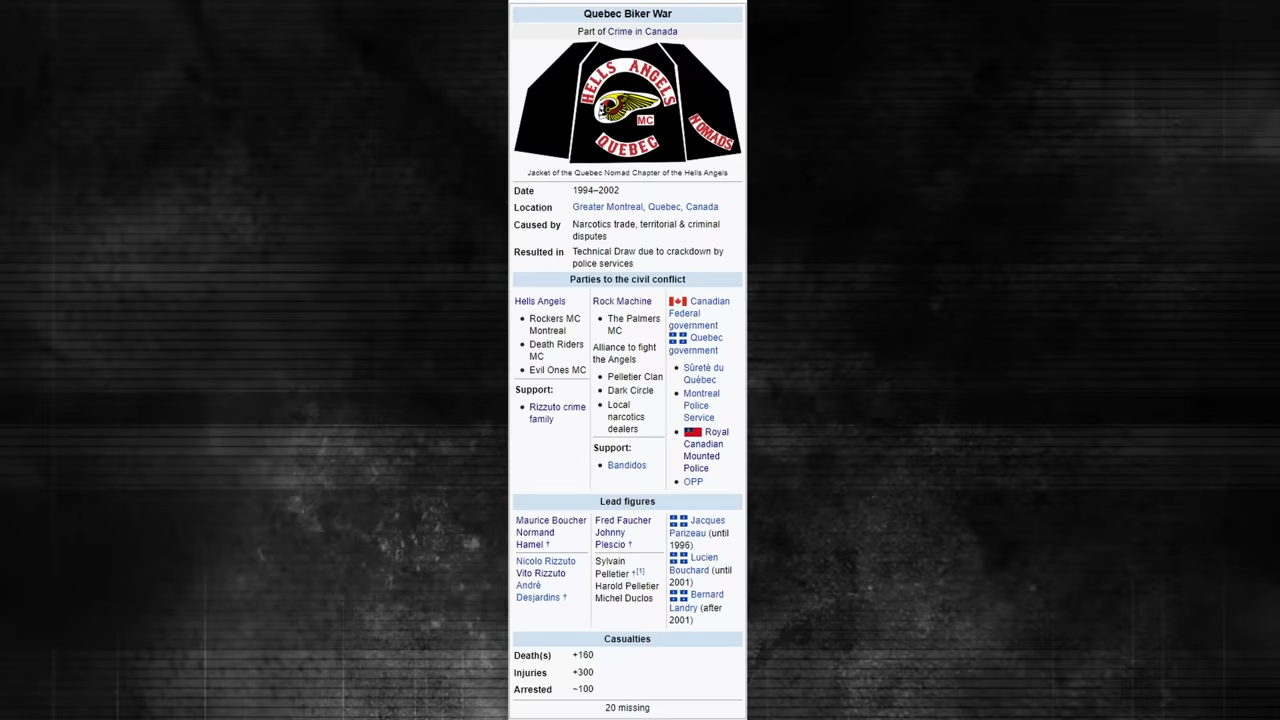 Quebec Biker War
Part of Crime in Canada
HELLS ANGELS
MC
QUEBEC
NOMADS
Jacket of the Quebec Nomad Chapter of the Hells Angels
Date 1994–2002
Location Greater Montreal, Quebec, Canada
Caused by Narcotics trade, territorial & criminal
disputes
Resulted in Technical Draw due to crackdown by
police services
Parties to the civil conflict
Hells Angels
• Rockers MC
Montreal
• Death Riders
MC
• Evil Ones MC
Support:
• Rizzuto crime
family
Rock Machine
• The Palmers
MC
Alliance to fight
the Angels
• Pelletier Clan
• Dark Circle
• Local
narcotics
dealers
Support:
• Bandidos
Canadian
Federal
government
Quebec
government
• Sûreté du
Québec
• Montreal
Police
Service
• Royal
Canadian
Mounted
Police
• OPP
Lead figures
Maurice Boucher
Normand
Hamel †
Nicolo Rizzuto
Vito Rizzuto
André
Desjardins †
Fred Faucher
Johnny
Plescio †
Sylvain
Pelletier †[1]
Harold Pelletier
Michel Duclos
Jacques
Parizeau (until
1996)
Lucien
Bouchard (until
2001)
Bernard
Landry (after
2001)
Casualties
Death(s) +160
Injuries +300
Arrested ~100
20 missing